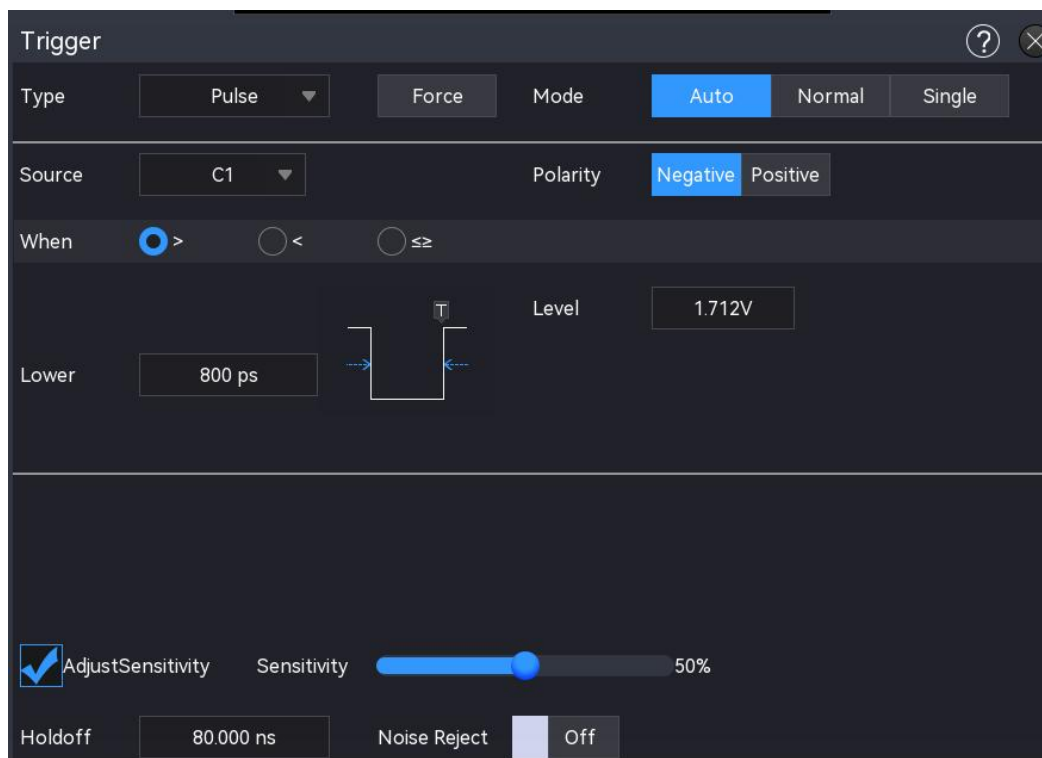 Trigger ?
Type Pulse Force Mode Auto Normal Single
Source C1 Polarity Negative Positive
When > < ≤≥
T
Level 1.712V
Lower 800 ps
AdjustSensitivity Sensitivity 50%
Holdoff 80.000 ns Noise Reject Off